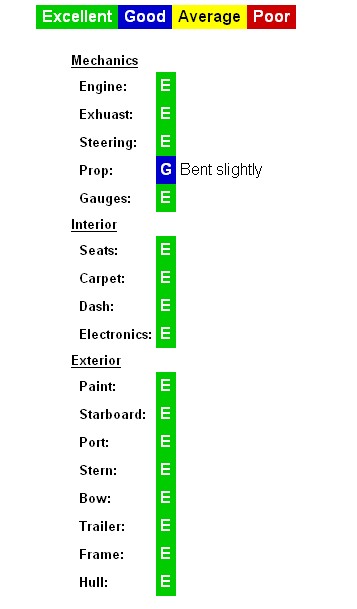 Excellent Good Average Poor
Mechanics
Engine: E
Exhuast: E
Steering: E
Prop: G Bent slightly
Gauges: E
Interior
Seats: E
Carpet: E
Dash: E
Electronics: E
Exterior
Paint: E
Starboard: E
Port: E
Stern: E
Bow: E
Trailer: E
Frame: E
Hull: E